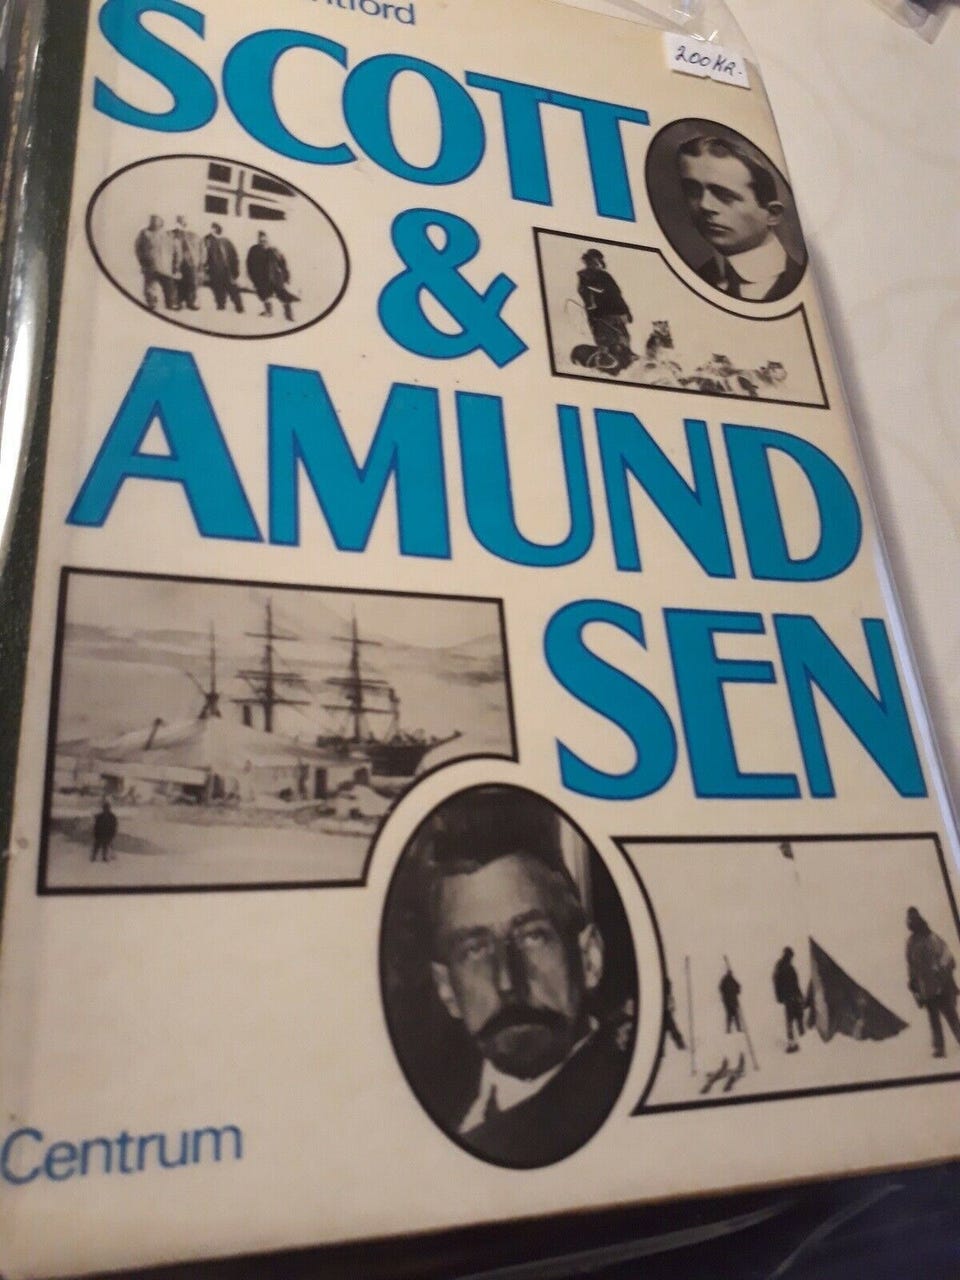 SCOTT
200 KR.
&
AMUND
SEN
Centrum